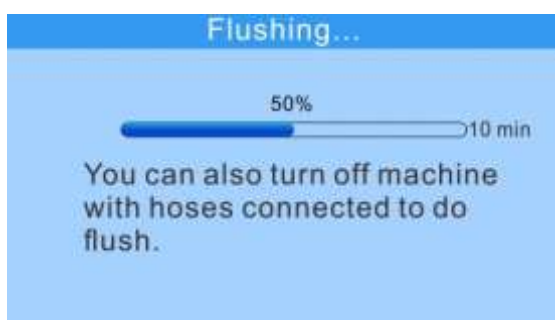 Flushing...
50%
10 min
You can also turn off machine
with hoses connected to do
flush.